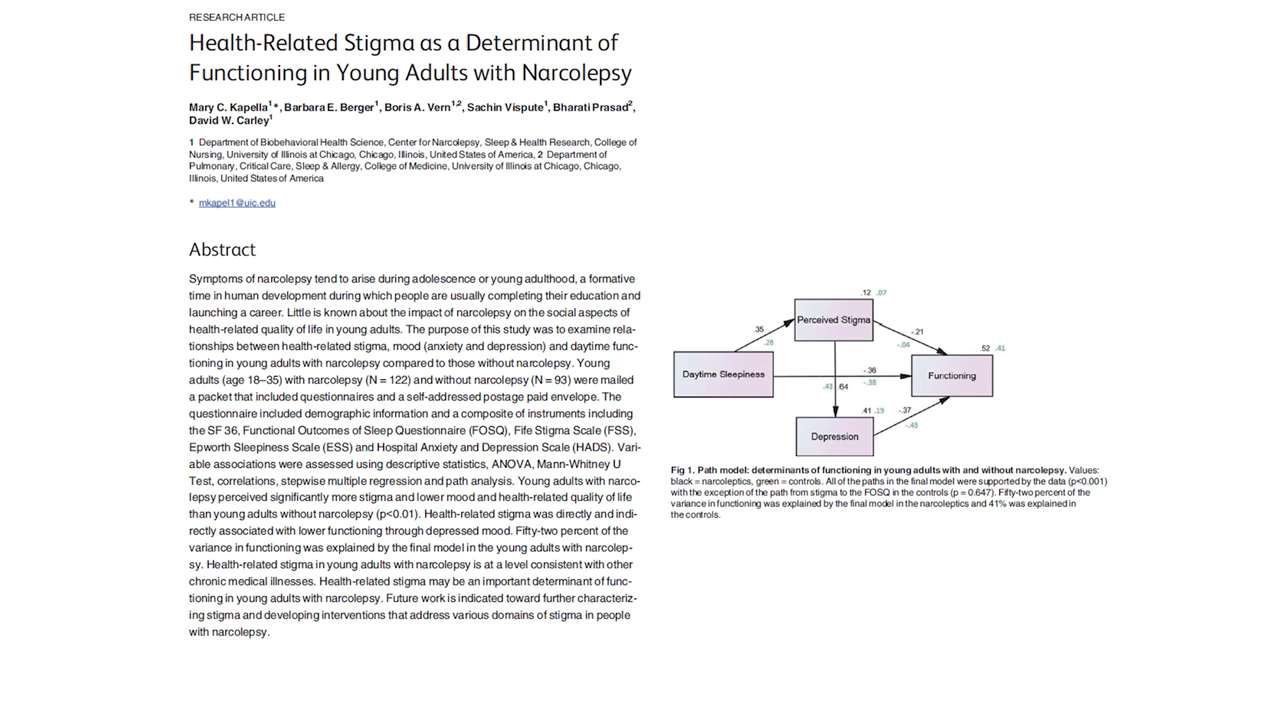 RESEARCH ARTICLE
Health-Related Stigma as a Determinant of
Functioning in Young Adults with Narcolepsy
Mary C. Kapella1*, Barbara E. Berger1, Boris A. Vern1,2, Sachin Vispute1, Bharati Prasad2,
David W. Carley1
1 Department of Biobehavioral Health Science, Center for Narcolepsy, Sleep & Health Research, College of
Nursing, University of Illinois at Chicago, Chicago, Illinois, United States of America, 2 Department of
Pulmonary, Critical Care, Sleep & Allergy, College of Medicine, University of Illinois at Chicago, Chicago,
Illinois, United States of America
* mkapel1@uic.edu
Abstract
Symptoms of narcolepsy tend to arise during adolescence or young adulthood, a formative
time in human development during which people are usually completing their education and
launching a career. Little is known about the impact of narcolepsy on the social aspects of
health-related quality of life in young adults. The purpose of this study was to examine rela-
tionships between health-related stigma, mood (anxiety and depression) and daytime func-
tioning in young adults with narcolepsy compared to those without narcolepsy. Young
adults (age 18–35) with narcolepsy (N = 122) and without narcolepsy (N = 93) were mailed
a packet that included questionnaires and a self-addressed postage paid envelope. The
questionnaire included demographic information and a composite of instruments including
the SF 36, Functional Outcomes of Sleep Questionnaire (FOSQ), Fife Stigma Scale (FSS),
Epworth Sleepiness Scale (ESS) and Hospital Anxiety and Depression Scale (HADS). Vari-
able associations were assessed using descriptive statistics, ANOVA, Mann-Whitney U
Test, correlations, stepwise multiple regression and path analysis. Young adults with narco-
lepsy perceived significantly more stigma and lower mood and health-related quality of life
than young adults without narcolepsy (p<0.01). Health-related stigma was directly and indi-
rectly associated with lower functioning through depressed mood. Fifty-two percent of the
variance in functioning was explained by the final model in the young adults with narcolep-
sy. Health-related stigma in young adults with narcolepsy is at a level consistent with other
chronic medical illnesses. Health-related stigma may be an important determinant of func-
tioning in young adults with narcolepsy. Future work is indicated toward further characteriz-
ing stigma and developing interventions that address various domains of stigma in people
with narcolepsy.
.12 .07
Perceived Stigma
.35
.26
-.21
-.04
.52 .41
Daytime Sleepiness
-.36
-.38
Functioning
.43 .64
.41 .19
-.37
-.45
Depression
Fig 1. Path model: determinants of functioning in young adults with and without narcolepsy. Values:
black = narcoleptics, green = controls. All of the paths in the final model were supported by the data (p<0.001)
with the exception of the path from stigma to the FOSQ in the controls (p = 0.647). Fifty-two percent of the
variance in functioning was explained by the final model in the narcoleptics and 41% was explained in
the controls.